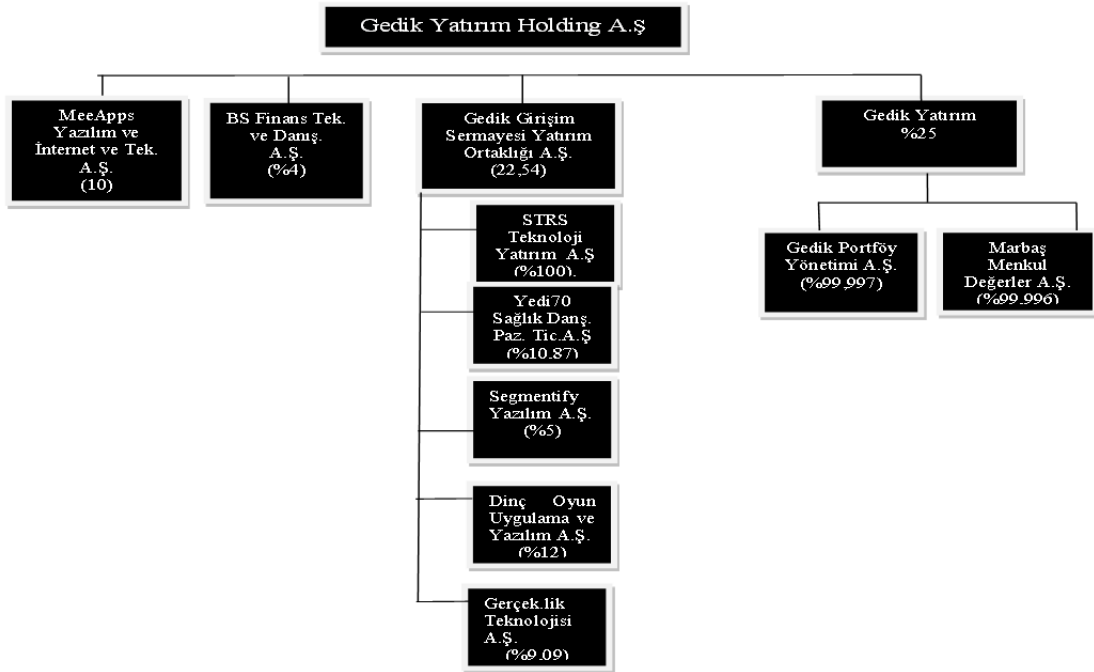 Gedik Yatırım Holding A.Ş
MeeApps
Yazılım ve
İnternet ve Tek.
A.Ş.
(10)
BS Finans Tek.
ve Danış.
A.Ş.
(%4)
Gedik Girişim
Sermayesi Yatırım
Ortaklığı A.Ş.
(22,54)
Gedik Yatırım
%25
STRS
Teknoloji
Yatırım A.Ş
(%100).
Yedi70
Sağlık Danş.
Paz. Tic.A.Ş
(%10.87)
Segmentify
Yazılım A.Ş.
(%5)
Dinç Oyun
Uygulama ve
Yazılım A.Ş.
(%12)
Gerçek.lik
Teknolojisi
A.Ş.
(%9.09)
Gedik Portföy
Yönetimi A.Ş.
(%99,997)
Marbaş
Menkul
Değerler A.Ş.
(%99.996)